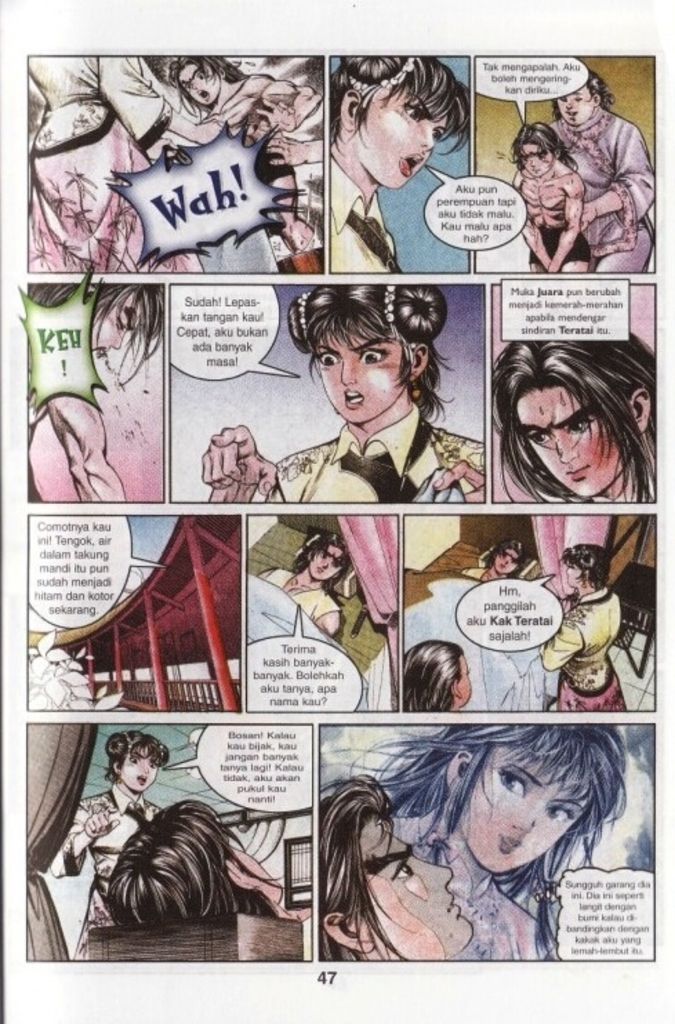 Wah!
Aku pun
perempuan tapi
aku tidak malu.
Kau malu apa
hah?
Tak mengapalah. Aku
boleh mengering-
kan diriku...
KEH
!
Sudah! Lepas-
kan tangan kau!
Cepat, aku bukan
ada banyak
masa!
Muka Juara pun berubah
menjadi kemerah-merahan
apabila mendengar
sindiran Teratai itu.
Comotnya kau
ini! Tengok, air
dalam takung
mandi itu pun
sudah menjadi
hitam dan kotor
sekarang.
Terima
kasih banyak-
banyak. Bolehkah
aku tanya, apa
nama kau?
Hm,
panggilah
aku Kak Teratai
sajalah!
Bosan! Kalau
kau bijak, kau
jangan banyak
tanya lagi! Kalau
tidak, aku akan
pukul kau
nanti!
Sungguh garang dia
ini. Dia ini seperti
langit dengan
bumi kalau di-
bandingkan dengan
kakak aku yang
lemah-lembut itu.
47